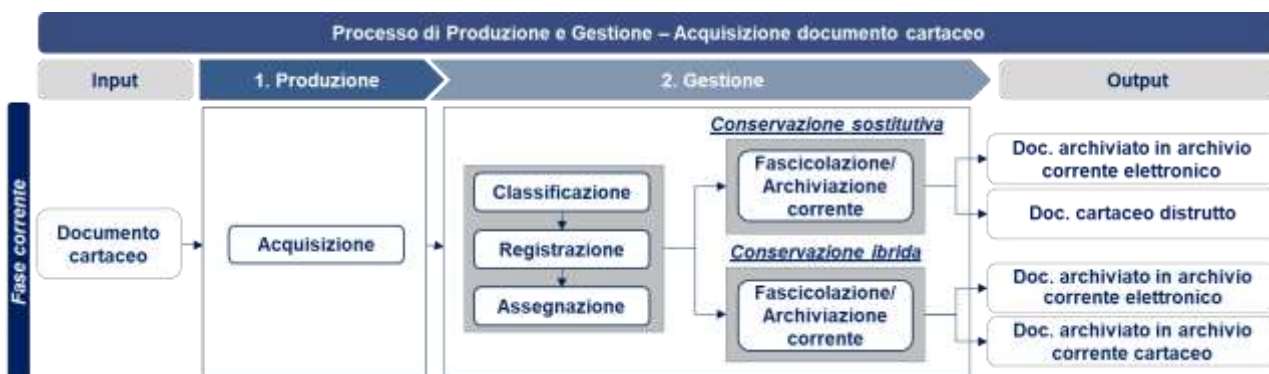 Processo di Produzione e Gestione – Acquisizione documento cartaceo
Input
1. Produzione
2. Gestione
Output
Fase corrente
Documento
cartaceo
Acquisizione
Classificazione
Registrazione
Assegnazione
Conservazione sostitutiva
Fascicolazione/
Archiviazione
corrente
Conservazione ibrida
Fascicolazione/
Archiviazione
corrente
Doc. archiviato in archivio
corrente elettronico
Doc. cartaceo distrutto
Doc. archiviato in archivio
corrente elettronico
Doc. archiviato in archivio
corrente cartaceo